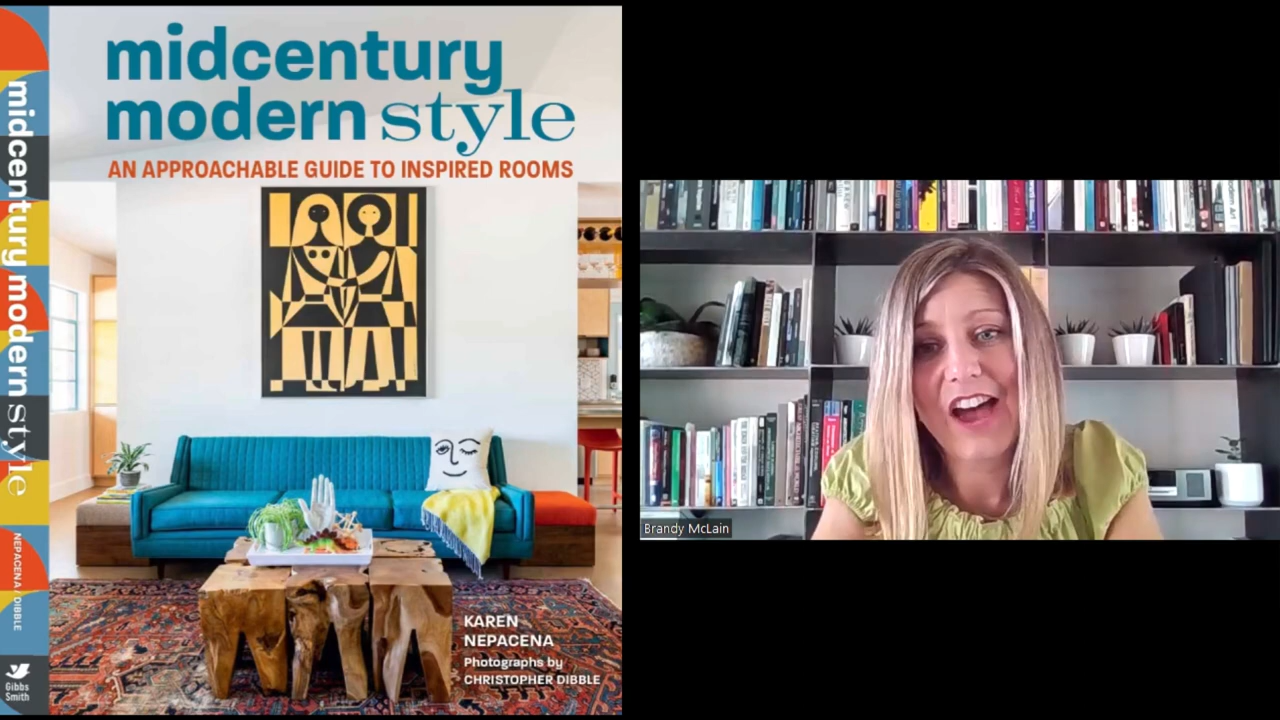 midcentury modern style
NEPACENA / DIBBLE
Gibbs
Smith
midcentury
modern style
AN APPROACHABLE GUIDE TO INSPIRED ROOMS
KAREN
NEPACENA
Photographs by
CHRISTOPHER DIBBLE
Brandy McLain